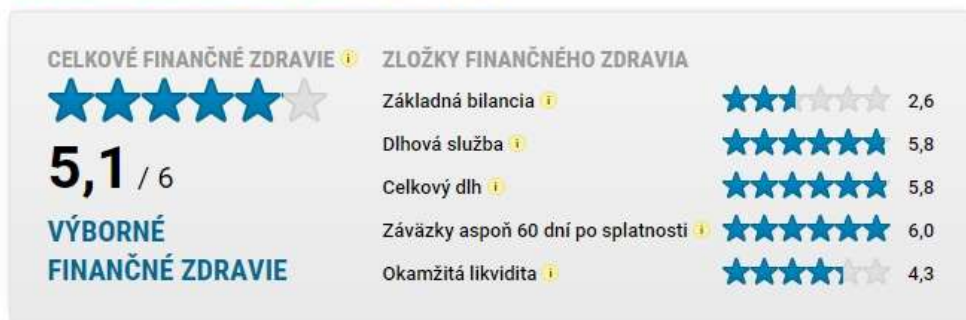 CELKOVÉ FINANČNÉ ZDRAVIE
5,1 / 6
VÝBORNÉ
FINANČNÉ ZDRAVIE
ZLOŽKY FINANČNÉHO ZDRAVIA
Základná bilancia 2,6
Dlhová služba 5,8
Celkový dlh 5,8
Záväzky aspoň 60 dní po splatnosti 6,0
Okamžitá likvidita 4,3